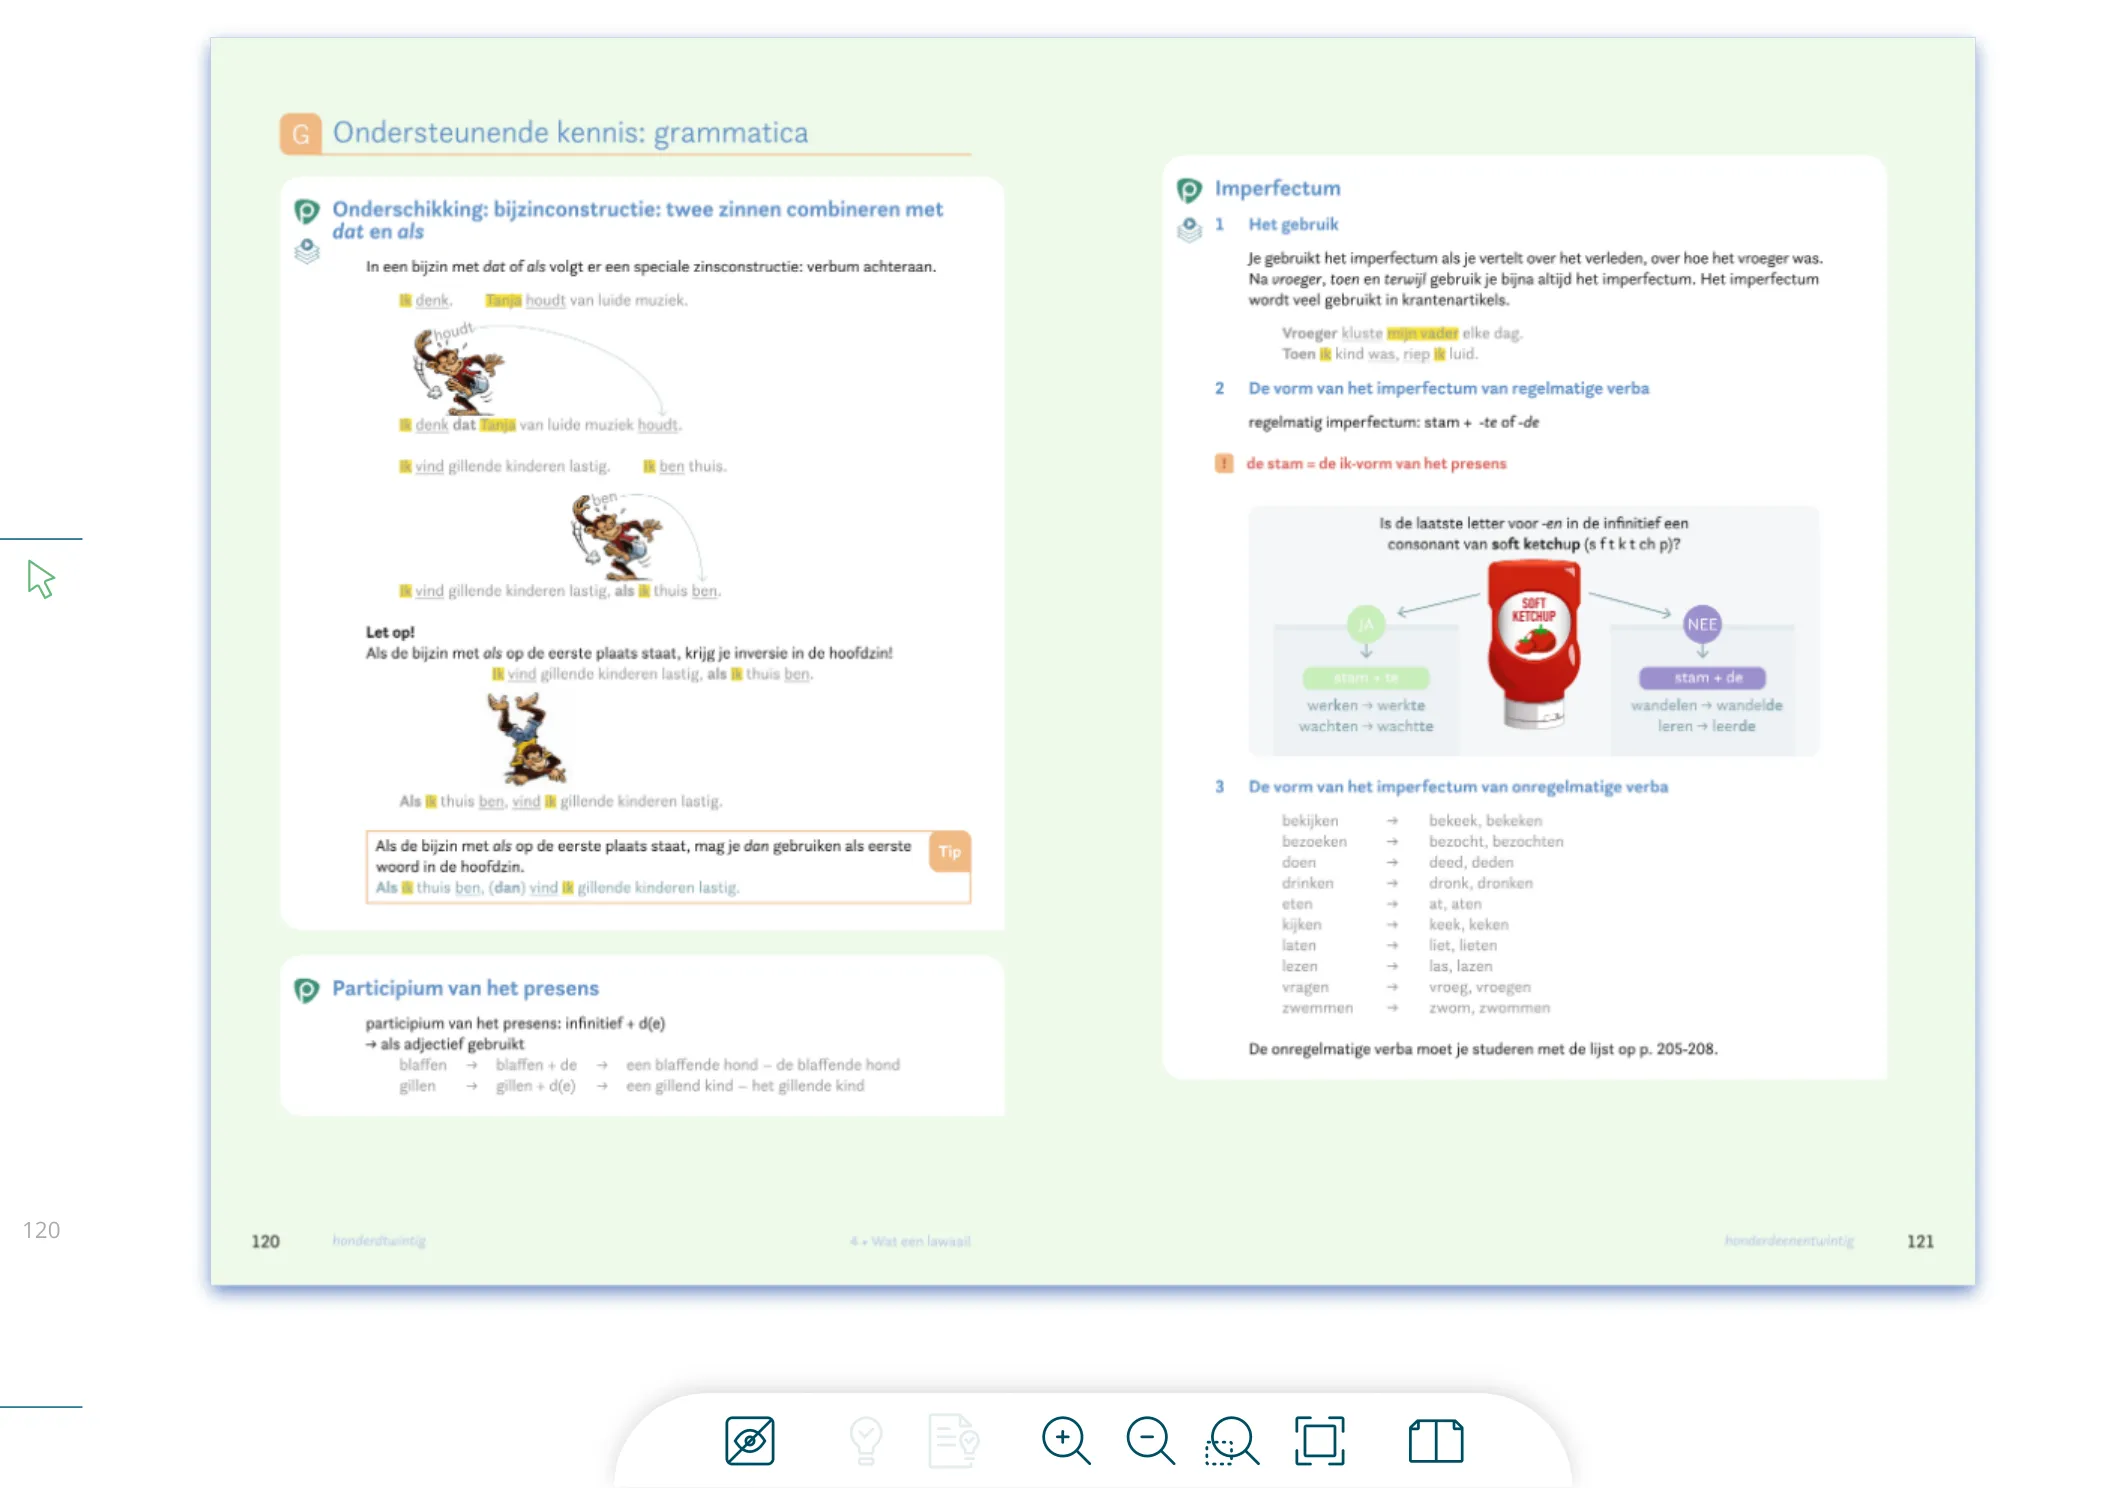 G Ondersteunende kennis: grammatica
Onderschikking: bijzinconstructie: twee zinnen combineren met
dat en als
In een bijzin met dat of als volgt er een speciale zinsconstructie: verbum achteraan.
Ik denk. Tanja houdt van luide muziek.
houdt
Ik denk dat Tanja van luide muziek houdt.
Ik vind gillende kinderen lastig. Ik ben thuis.
ben
Ik vind gillende kinderen lastig, als ik thuis ben.
Let op!
Als de bijzin met als op de eerste plaats staat, krijg je inversie in de hoofdzin!
Ik vind gillende kinderen lastig, als ik thuis ben.
Als ik thuis ben, vind ik gillende kinderen lastig.
Als de bijzin met als op de eerste plaats staat, mag je dan gebruiken als eerste
woord in de hoofdzin.
Als ik thuis ben, (dan) vind ik gillende kinderen lastig.
Tip
Participium van het presens
participium van het presens: infinitief + d(e)
→ als adjectief gebruikt
blaffen → blaffen + de → een blaffende hond – de blaffende hond
gillen → gillen + d(e) → een gillend kind – het gillende kind
120 honderdtwintig 4 • Wat een lawaai!
Imperfectum
1 Het gebruik
Je gebruikt het imperfectum als je vertelt over het verleden, over hoe het vroeger was.
Na vroeger, toen en terwijl gebruik je bijna altijd het imperfectum. Het imperfectum
wordt veel gebruikt in krantenartikels.
Vroeger kluste mijn vader elke dag.
Toen ik kind was, riep ik luid.
2 De vorm van het imperfectum van regelmatige verba
regelmatig imperfectum: stam + -te of -de
! de stam = de ik-vorm van het presens
Is de laatste letter voor -en in de infinitief een
consonant van soft ketchup (s f t k t ch p)?
SOFT
KETCHUP
JA
stam + te
werken → werkte
wachten → wachtte
NEE
stam + de
wandelen → wandelde
leren → leerde
3 De vorm van het imperfectum van onregelmatige verba
bekijken → bekeek, bekeken
bezoeken → bezocht, bezochten
doen → deed, deden
drinken → dronk, dronken
eten → at, aten
kijken → keek, keken
laten → liet, lieten
lezen → las, lazen
vragen → vroeg, vroegen
zwemmen → zwom, zwommen
De onregelmatige verba moet je studeren met de lijst op p. 205-208.
honderdeenentwintig 121
120